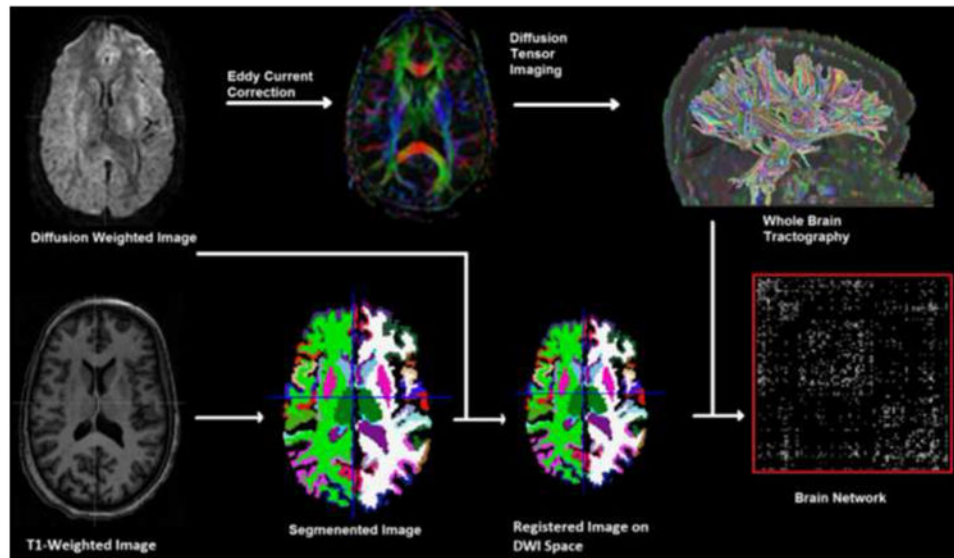 Eddy Current
Correction
Diffusion
Tensor
Imaging
Diffusion Weighted Image
Whole Brain
Tractography
Segmenented Image
Registered Image on
DWI Space
Brain Network
T1-Weighted Image